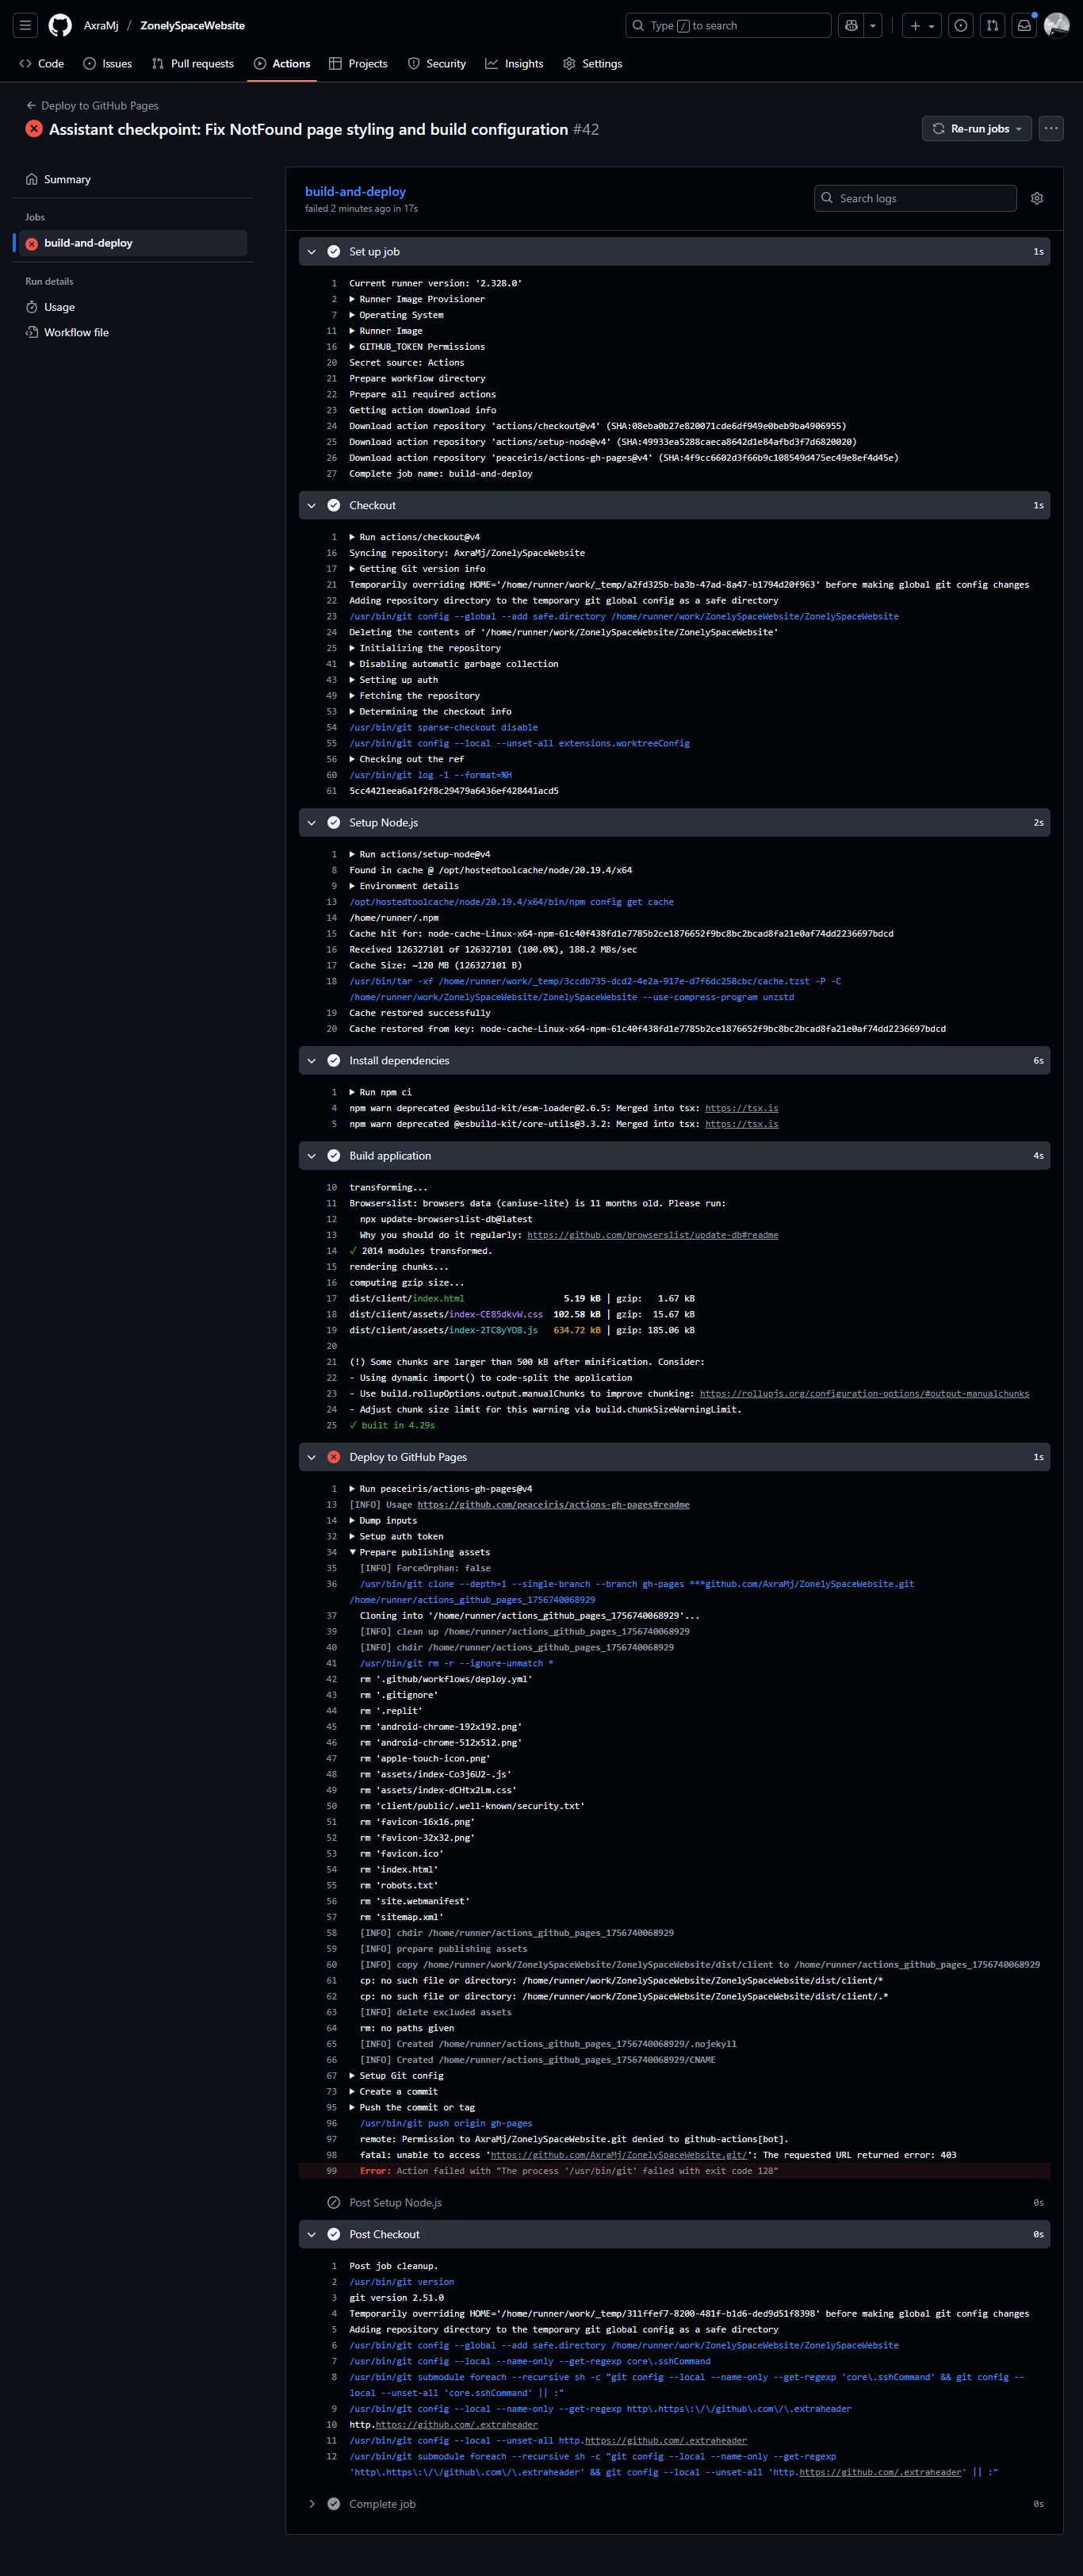 AxraMj / ZonelySpaceWebsite
Type / to search
Code Issues Pull requests Actions Projects Security Insights Settings
Deploy to GitHub Pages
Assistant checkpoint: Fix NotFound page styling and build configuration #42
Re-run jobs
Summary
Jobs
build-and-deploy
Run details
Usage
Workflow file
build-and-deploy
failed 2 minutes ago in 17s
Search logs
Set up job 1s
1 Current runner version: '2.328.0'
2 Runner Image Provisioner
7 Operating System
11 Runner Image
16 GITHUB_TOKEN Permissions
20 Secret source: Actions
21 Prepare workflow directory
22 Prepare all required actions
23 Getting action download info
24 Download action repository 'actions/checkout@v4' (SHA:08eba0b27e820071cde6df949e0beb9ba4906955)
25 Download action repository 'actions/setup-node@v4' (SHA:49933ea5288caeca8642d1e84afbd3f7d6820020)
26 Download action repository 'peaceiris/actions-gh-pages@v4' (SHA:4f9cc6602d3f66b9c108549d475ec49e8ef4d45e)
27 Complete job name: build-and-deploy
Checkout 1s
1 Run actions/checkout@v4
16 Syncing repository: AxraMj/ZonelySpaceWebsite
17 Getting Git version info
21 Temporarily overriding HOME='/home/runner/work/_temp/a2fd325b-ba3b-47ad-8a47-b1794d20f963' before making global git config changes
22 Adding repository directory to the temporary git global config as a safe directory
23 /usr/bin/git config --global --add safe.directory /home/runner/work/ZonelySpaceWebsite/ZonelySpaceWebsite
24 Deleting the contents of '/home/runner/work/ZonelySpaceWebsite/ZonelySpaceWebsite'
25 Initializing the repository
41 Disabling automatic garbage collection
43 Setting up auth
49 Fetching the repository
53 Determining the checkout info
54 /usr/bin/git sparse-checkout disable
55 /usr/bin/git config --local --unset-all extensions.worktreeConfig
56 Checking out the ref
60 /usr/bin/git log -1 --format=%H
61 5cc4421eea6a1f2f8c29479a6436ef428441acd5
Setup Node.js 2s
1 Run actions/setup-node@v4
8 Found in cache @ /opt/hostedtoolcache/node/20.19.4/x64
9 Environment details
13 /opt/hostedtoolcache/node/20.19.4/x64/bin/npm config get cache
14 /home/runner/.npm
15 Cache hit for: node-cache-Linux-x64-npm-61c40f438fd1e7785b2ce1876652f9bc8bc2bcad8fa21e0af74dd2236697bdcd
16 Received 126327101 of 126327101 (100.0%), 188.2 MBs/sec
17 Cache Size: ~120 MB (126327101 B)
18 /usr/bin/tar -xf /home/runner/work/_temp/3ccdb735-dcd2-4e2a-917e-d7f6dc258cbc/cache.tzst -P -C
/home/runner/work/ZonelySpaceWebsite/ZonelySpaceWebsite --use-compress-program unzstd
19 Cache restored successfully
20 Cache restored from key: node-cache-Linux-x64-npm-61c40f438fd1e7785b2ce1876652f9bc8bc2bcad8fa21e0af74dd2236697bdcd
Install dependencies 6s
1 Run npm ci
4 npm warn deprecated @esbuild-kit/esm-loader@2.6.5: Merged into tsx: https://tsx.is
5 npm warn deprecated @esbuild-kit/core-utils@3.3.2: Merged into tsx: https://tsx.is
Build application 4s
10 transforming...
11 Browserslist: browsers data (caniuse-lite) is 11 months old. Please run:
12 npx update-browserslist-db@latest
13 Why you should do it regularly: https://github.com/browserslist/update-db#readme
14 ✓ 2014 modules transformed.
15 rendering chunks...
16 computing gzip size...
17 dist/client/index.html 5.19 kB │ gzip: 1.67 kB
18 dist/client/assets/index-CE85dkvW.css 102.58 kB │ gzip: 15.67 kB
19 dist/client/assets/index-2TC8yYO8.js 634.72 kB │ gzip: 185.06 kB
20
21 (!) Some chunks are larger than 500 kB after minification. Consider:
22 - Using dynamic import() to code-split the application
23 - Use build.rollupOptions.output.manualChunks to improve chunking: https://rollupjs.org/configuration-options/#output-manualchunks
24 - Adjust chunk size limit for this warning via build.chunkSizeWarningLimit.
25 ✓ built in 4.29s
Deploy to GitHub Pages 1s
1 Run peaceiris/actions-gh-pages@v4
13 [INFO] Usage https://github.com/peaceiris/actions-gh-pages#readme
14 Dump inputs
32 Setup auth token
34 Prepare publishing assets
35 [INFO] ForceOrphan: false
36 /usr/bin/git clone --depth=1 --single-branch --branch gh-pages ***github.com/AxraMj/ZonelySpaceWebsite.git
/home/runner/actions_github_pages_1756740068929
37 Cloning into '/home/runner/actions_github_pages_1756740068929'...
39 [INFO] clean up /home/runner/actions_github_pages_1756740068929
40 [INFO] chdir /home/runner/actions_github_pages_1756740068929
41 /usr/bin/git rm -r --ignore-unmatch *
42 rm '.github/workflows/deploy.yml'
43 rm '.gitignore'
44 rm '.replit'
45 rm 'android-chrome-192x192.png'
46 rm 'android-chrome-512x512.png'
47 rm 'apple-touch-icon.png'
48 rm 'assets/index-Co3j6U2-.js'
49 rm 'assets/index-dCHtx2Lm.css'
50 rm 'client/public/.well-known/security.txt'
51 rm 'favicon-16x16.png'
52 rm 'favicon-32x32.png'
53 rm 'favicon.ico'
54 rm 'index.html'
55 rm 'robots.txt'
56 rm 'site.webmanifest'
57 rm 'sitemap.xml'
58 [INFO] chdir /home/runner/actions_github_pages_1756740068929
59 [INFO] prepare publishing assets
60 [INFO] copy /home/runner/work/ZonelySpaceWebsite/ZonelySpaceWebsite/dist/client to /home/runner/actions_github_pages_1756740068929
61 cp: no such file or directory: /home/runner/work/ZonelySpaceWebsite/ZonelySpaceWebsite/dist/client/*
62 cp: no such file or directory: /home/runner/work/ZonelySpaceWebsite/ZonelySpaceWebsite/dist/client/.*
63 [INFO] delete excluded assets
64 rm: no paths given
65 [INFO] Created /home/runner/actions_github_pages_1756740068929/.nojekyll
66 [INFO] Created /home/runner/actions_github_pages_1756740068929/CNAME
67 Setup Git config
73 Create a commit
95 Push the commit or tag
96 /usr/bin/git push origin gh-pages
97 remote: Permission to AxraMj/ZonelySpaceWebsite.git denied to github-actions[bot].
98 fatal: unable to access 'https://github.com/AxraMj/ZonelySpaceWebsite.git/': The requested URL returned error: 403
99 Error: Action failed with "The process '/usr/bin/git' failed with exit code 128"
Post Setup Node.js 0s
Post Checkout 0s
1 Post job cleanup.
2 /usr/bin/git version
3 git version 2.51.0
4 Temporarily overriding HOME='/home/runner/work/_temp/311ffef7-8200-481f-b1d6-ded9d51f8398' before making global git config changes
5 Adding repository directory to the temporary git global config as a safe directory
6 /usr/bin/git config --global --add safe.directory /home/runner/work/ZonelySpaceWebsite/ZonelySpaceWebsite
7 /usr/bin/git config --local --name-only --get-regexp core\.sshCommand
8 /usr/bin/git submodule foreach --recursive sh -c "git config --local --name-only --get-regexp 'core\.sshCommand' && git config --
local --unset-all 'core.sshCommand' || :"
9 /usr/bin/git config --local --name-only --get-regexp http\.https\:\/\/github\.com\/\.extraheader
10 http.https://github.com/.extraheader
11 /usr/bin/git config --local --unset-all http.https://github.com/.extraheader
12 /usr/bin/git submodule foreach --recursive sh -c "git config --local --name-only --get-regexp
'http\.https\:\/\/github\.com\/\.extraheader' && git config --local --unset-all 'http.https://github.com/.extraheader' || :"
Complete job 0s